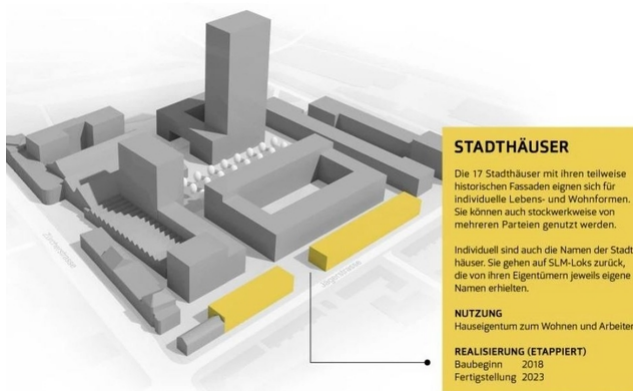 STADTHÄUSER
Die 17 Stadthäuser mit ihren teilweise
historischen Fassaden eignen sich für
individuelle Lebens- und Wohnformen.
Sie können auch stockwerkweise von
mehreren Parteien genutzt werden.
Individuell sind auch die Namen der Stadt
häuser. Sie gehen auf SLM-Loks zurück,
die von ihren Eigentümern jeweils eigene
Namen erhielten.
NUTZUNG
Hauseigentum zum Wohnen und Arbeiten
REALISIERUNG (ETAPPIERT)
Baubeginn 2018
Fertigstellung 2023